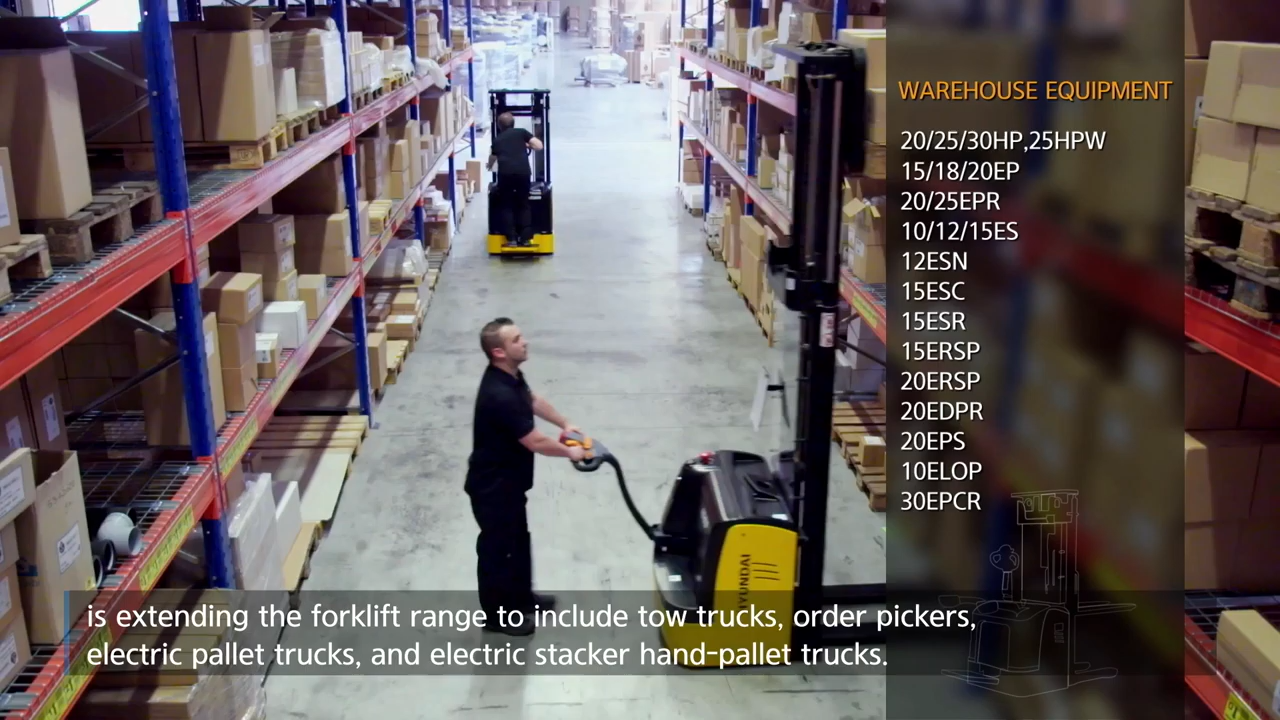 WAREHOUSE EQUIPMENT
20/25/30HP,25HPW
15/18/20EP
20/25EPR
10/12/15ES
12ESN
15ESC
15ESR
15ERSP
20ERSP
20EDPR
20EPS
10ELOP
30EPCR
HYUNDAI
is extending the forklift range to include tow trucks, order pickers,
electric pallet trucks, and electric stacker hand-pallet trucks.